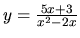 y = \frac{5x+3}{x^2-2x}